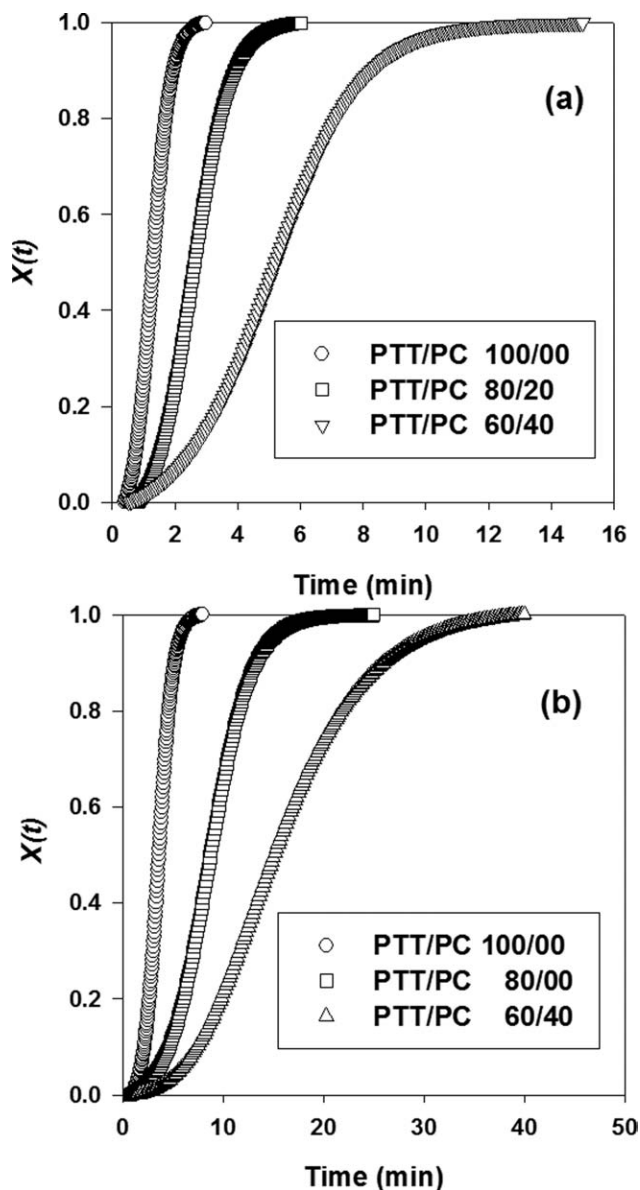 1.0
(a)
0.8
0.6
X(t)
0.4
PTT/PC 100/00
PTT/PC 80/20
PTT/PC 60/40
0.2
0.0
0 2 4 6 8 10 12 14 16
Time (min)
1.0
(b)
0.8
0.6
X(t)
0.4
PTT/PC 100/00
PTT/PC 80/00
PTT/PC 60/40
0.2
0.0
0 10 20 30 40 50
Time (min)